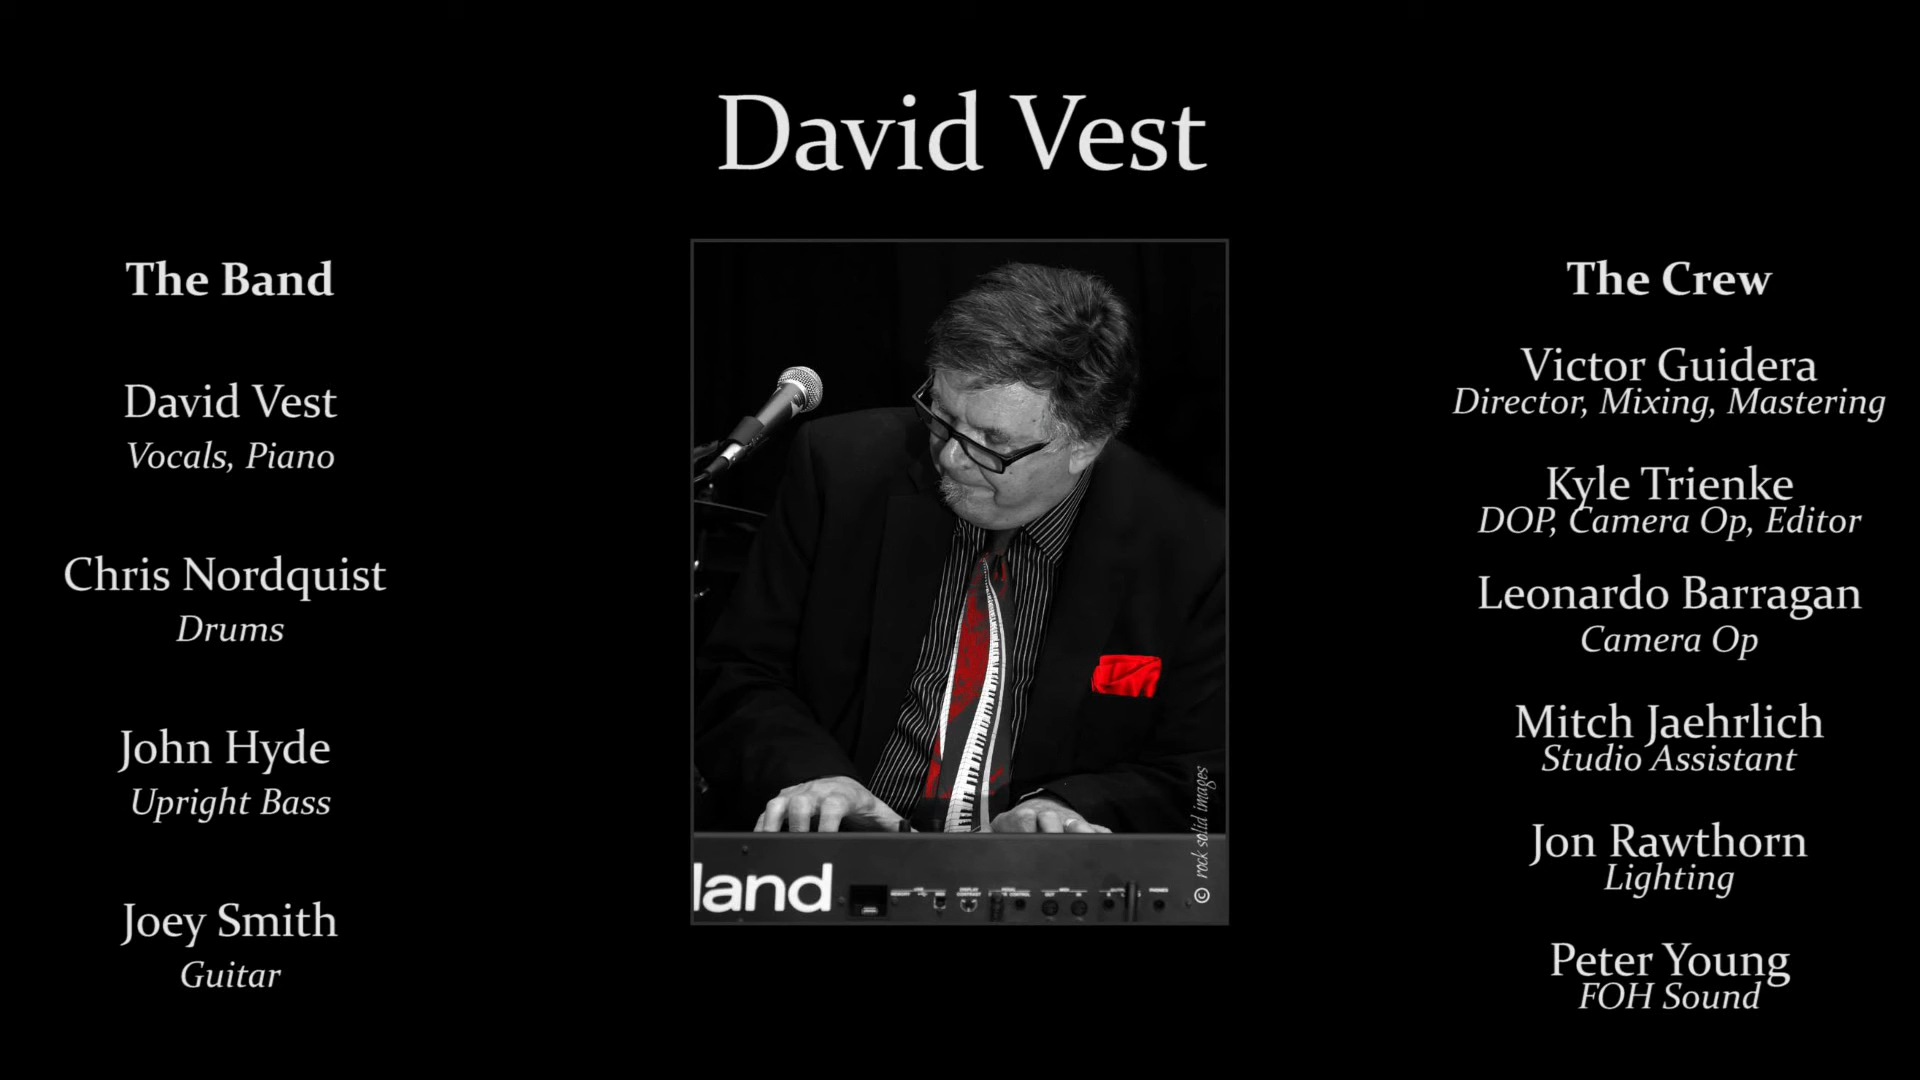 David Vest
The Band
David Vest
Vocals, Piano
Chris Nordquist
Drums
John Hyde
Upright Bass
Joey Smith
Guitar
land
© rock solid images
The Crew
Victor Guidera
Director, Mixing, Mastering
Kyle Trienke
DOP, Camera Op, Editor
Leonardo Barragan
Camera Op
Mitch Jaehrlich
Studio Assistant
Jon Rawthorn
Lighting
Peter Young
FOH Sound